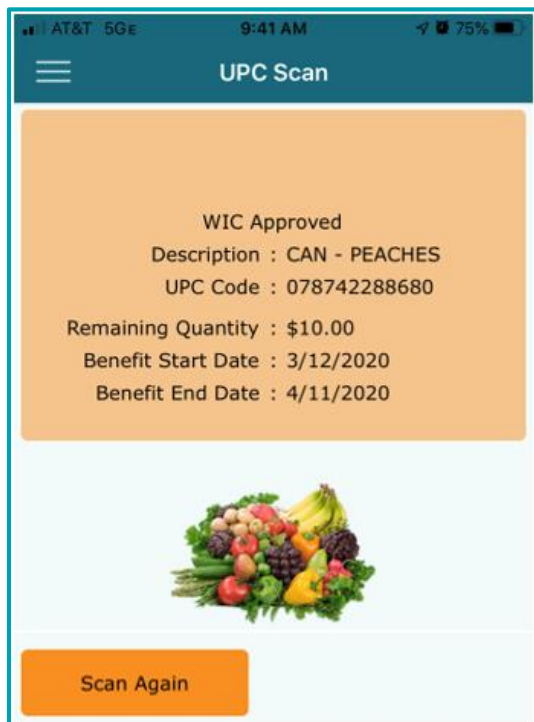 AT&T 5GE 9:41 AM 75%
UPC Scan
WIC Approved
Description : CAN - PEACHES
UPC Code : 078742288680
Remaining Quantity : $10.00
Benefit Start Date : 3/12/2020
Benefit End Date : 4/11/2020
Scan Again